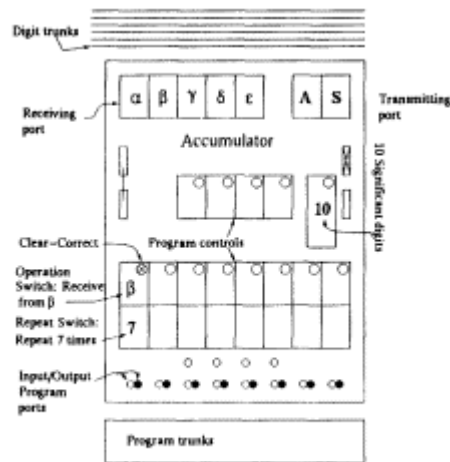 Digit trunks
α β γ δ ε A S
Receiving
port
Transmitting
port
Accumulator
10 Significant digits
10
Clear-Correct
Program controls
Operation
Switch: Receive
from β
β
Repeat Switch:
Repeat 7 times
7
Input/Output
Program
ports
Program trunks